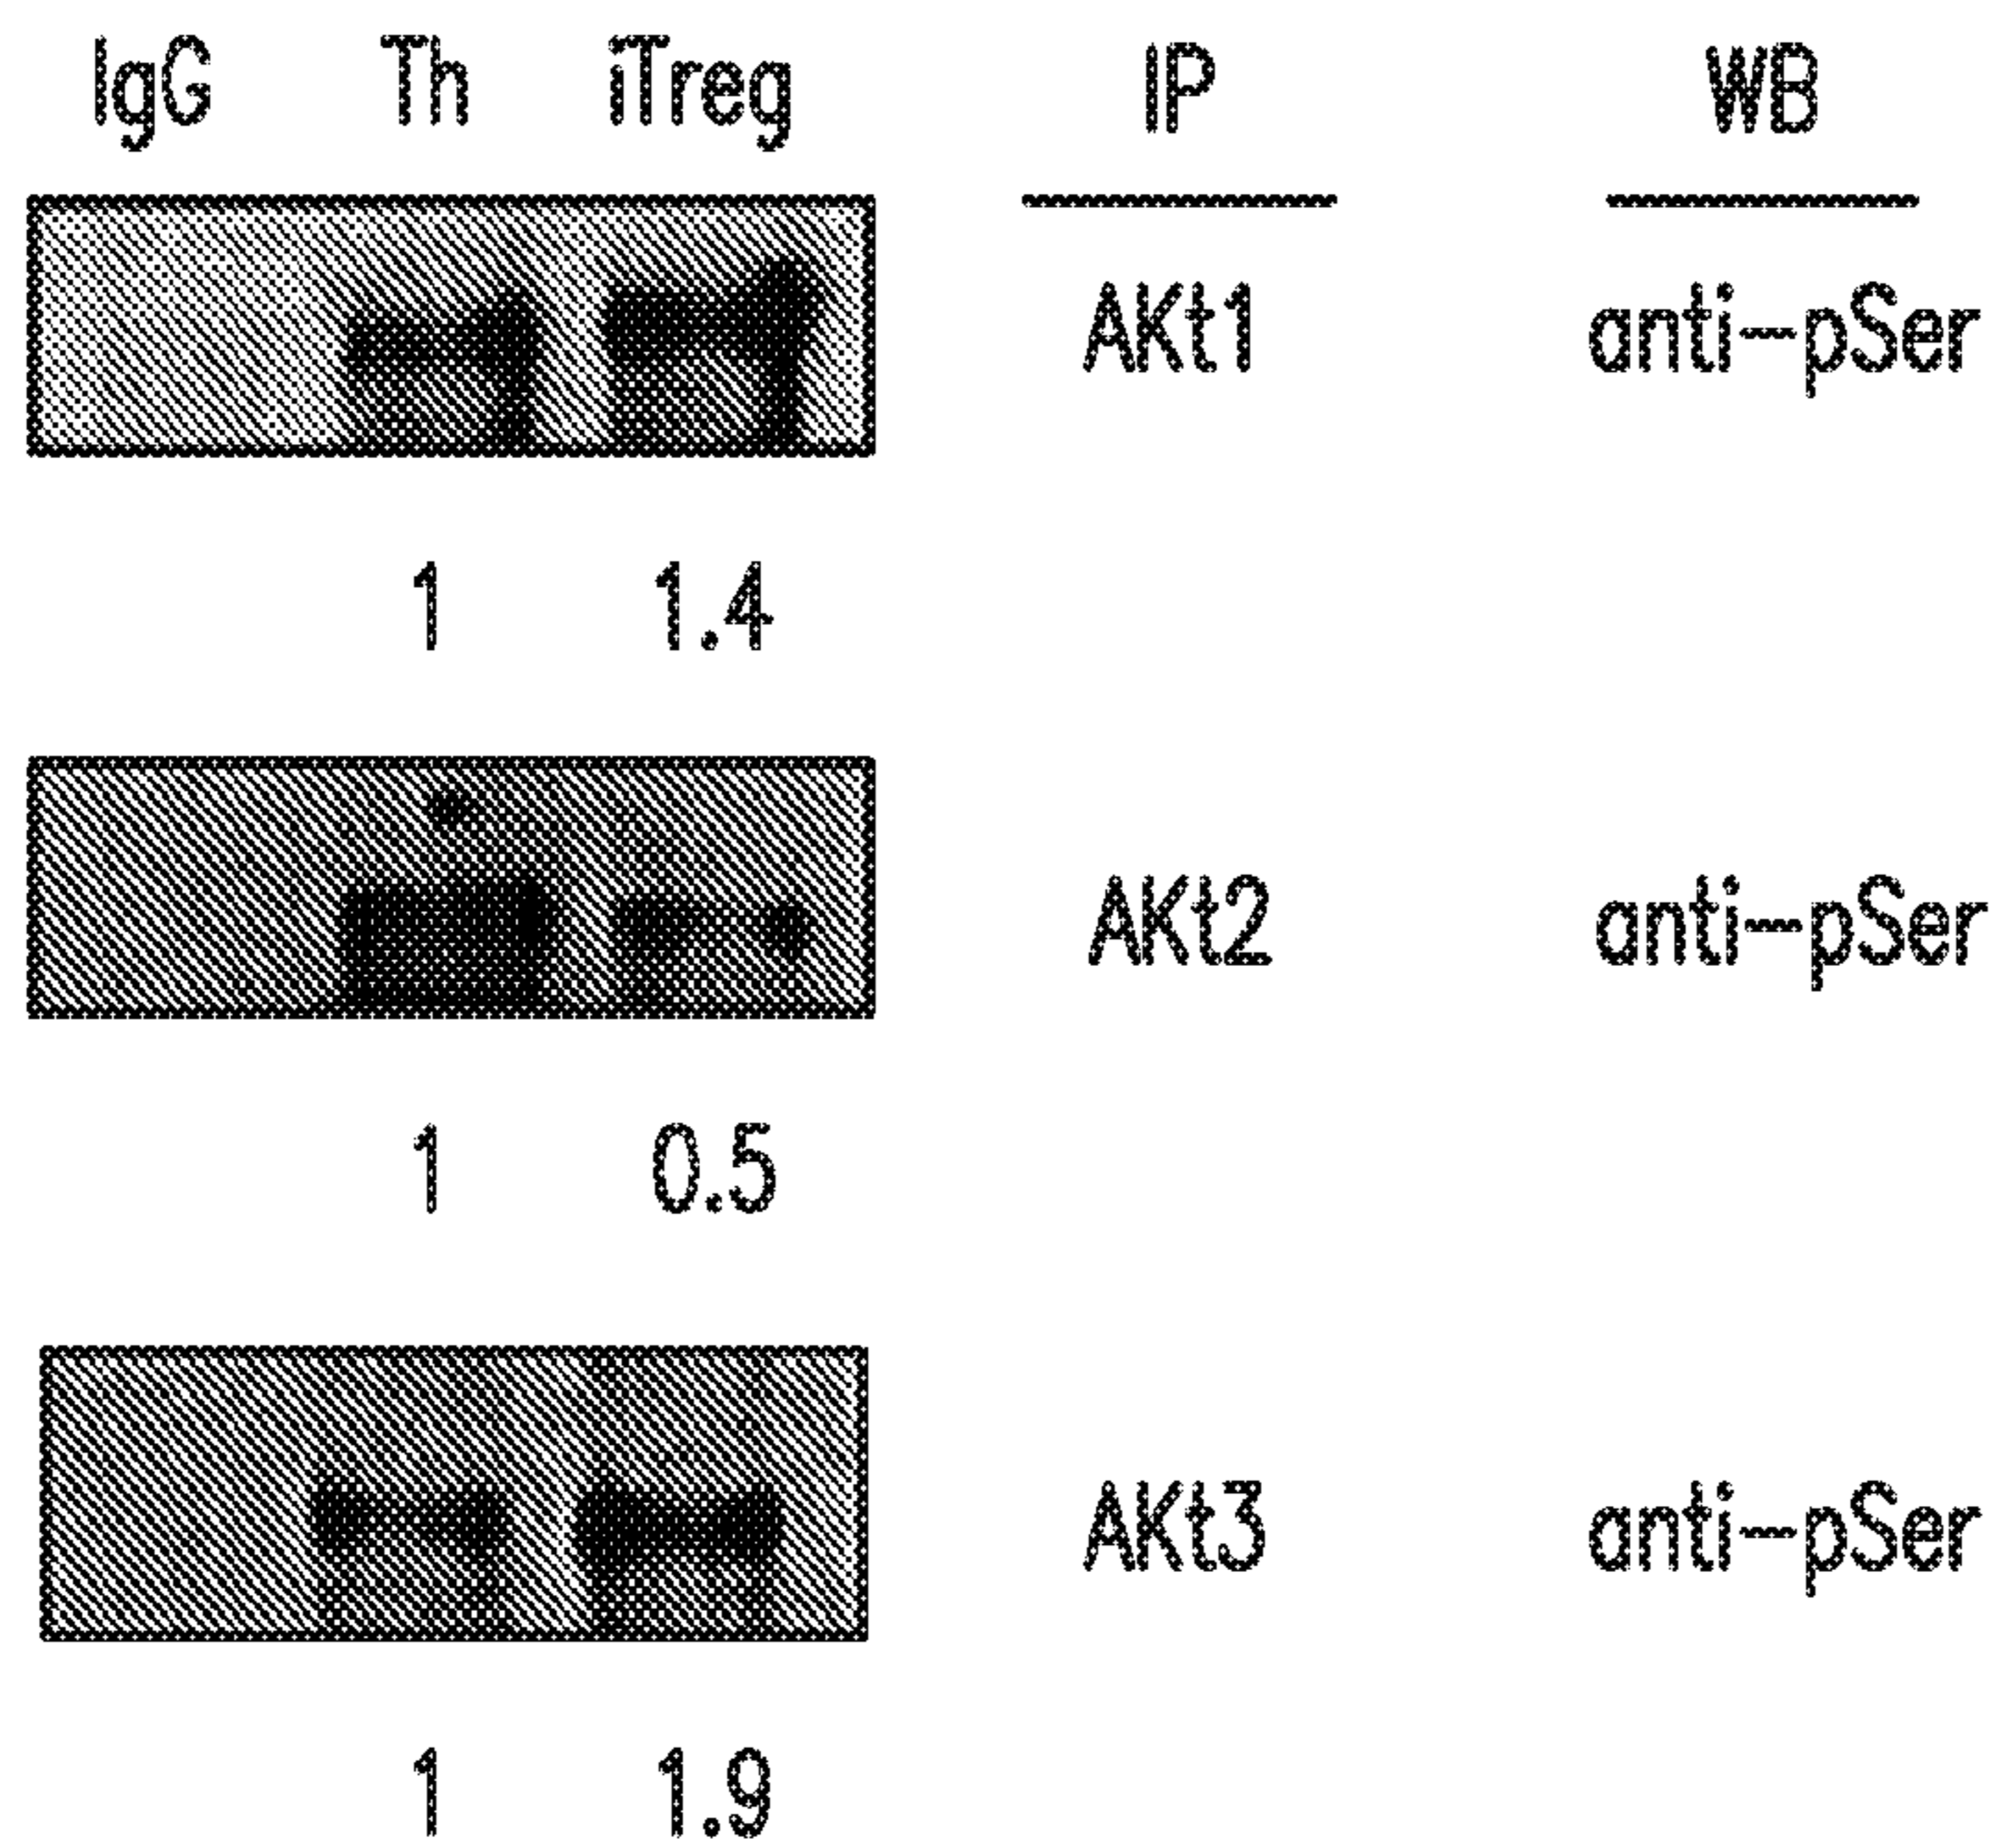 IgG Th iTreg IP WB
AKt1 anti-pSer
1 1.4
AKt2 anti-pSer
1 0.5
AKt3 anti-pSer
1 1.9